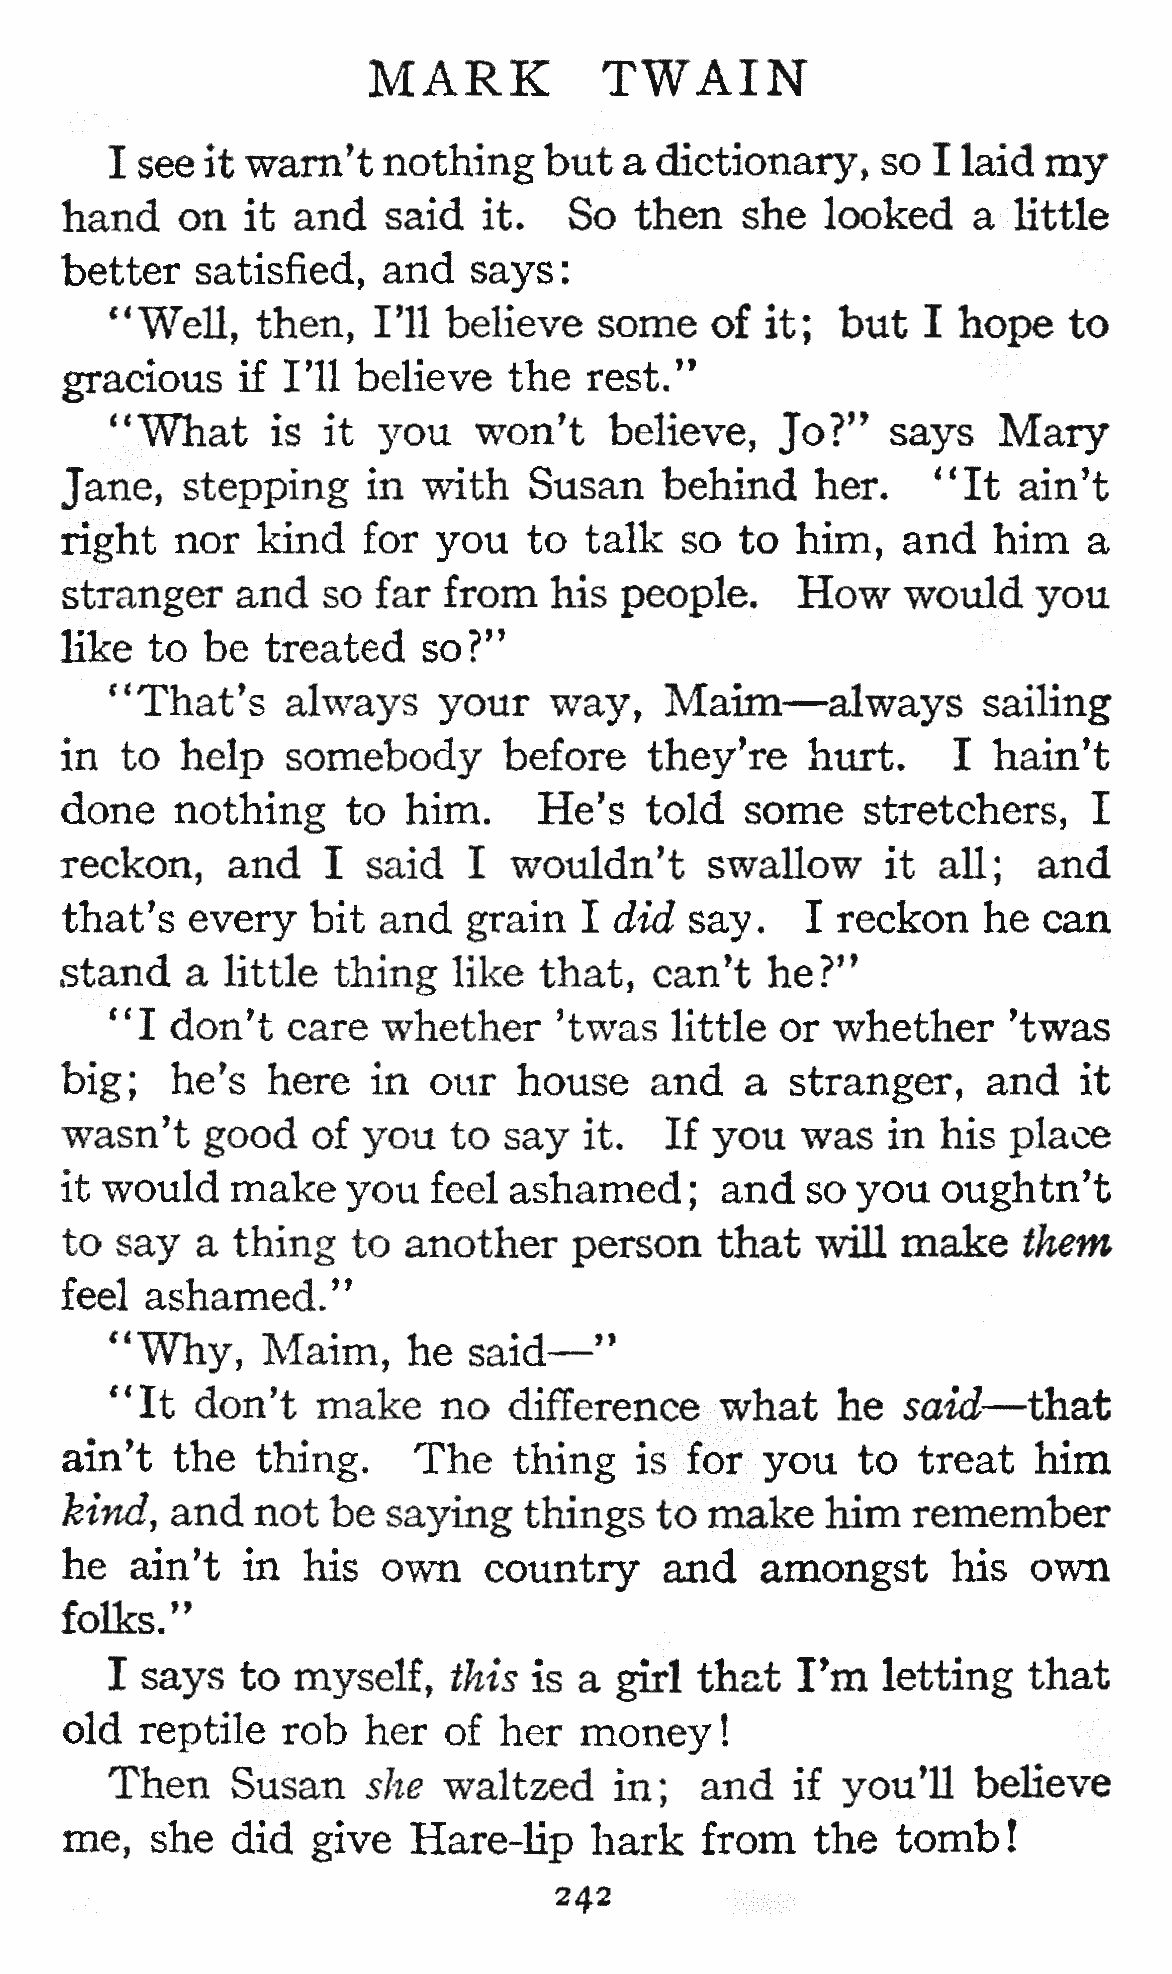 MARK TWAIN
I see it warn't nothing but a dictionary, so I laid my
hand on it and said it. So then she looked a little
better satisfied, and says:
“Well, then, I'll believe some of it; but I hope to
gracious if I'll believe the rest.”
“What is it you won't believe, Jo?” says Mary
Jane, stepping in with Susan behind her. “It ain't
right nor kind for you to talk so to him, and him a
stranger and so far from his people. How would you
like to be treated so?”
“That's always your way, Maim—always sailing
in to help somebody before they're hurt. I hain't
done nothing to him. He's told some stretchers, I
reckon, and I said I wouldn't swallow it all; and
that's every bit and grain I did say. I reckon he can
stand a little thing like that, can't he?”
“I don't care whether 'twas little or whether 'twas
big; he's here in our house and a stranger, and it
wasn't good of you to say it. If you was in his place
it would make you feel ashamed; and so you oughtn't
to say a thing to another person that will make them
feel ashamed.”
“Why, Maim, he said—”
“It don't make no difference what he said—that
ain't the thing. The thing is for you to treat him
kind, and not be saying things to make him remember
he ain't in his own country and amongst his own
folks.”
I says to myself, this is a girl that I'm letting that
old reptile rob her of her money!
Then Susan she waltzed in; and if you'll believe
me, she did give Hare-lip hark from the tomb!
242